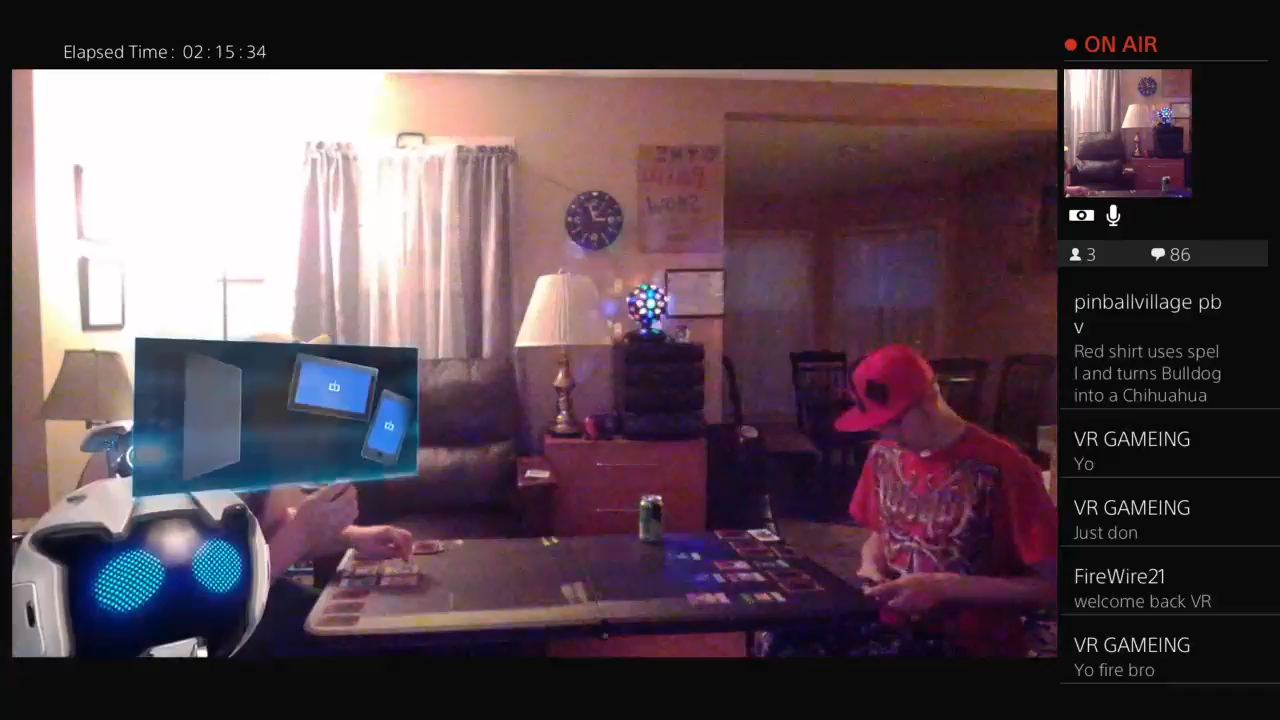 Elapsed Time: 02:15:34
ON AIR
3
86
pinballvillage pb
v
Red shirt uses spel
l and turns Bulldog
into a Chihuahua
VR GAMEING
Yo
VR GAMEING
Just don
FireWire21
welcome back VR
VR GAMEING
Yo fire bro